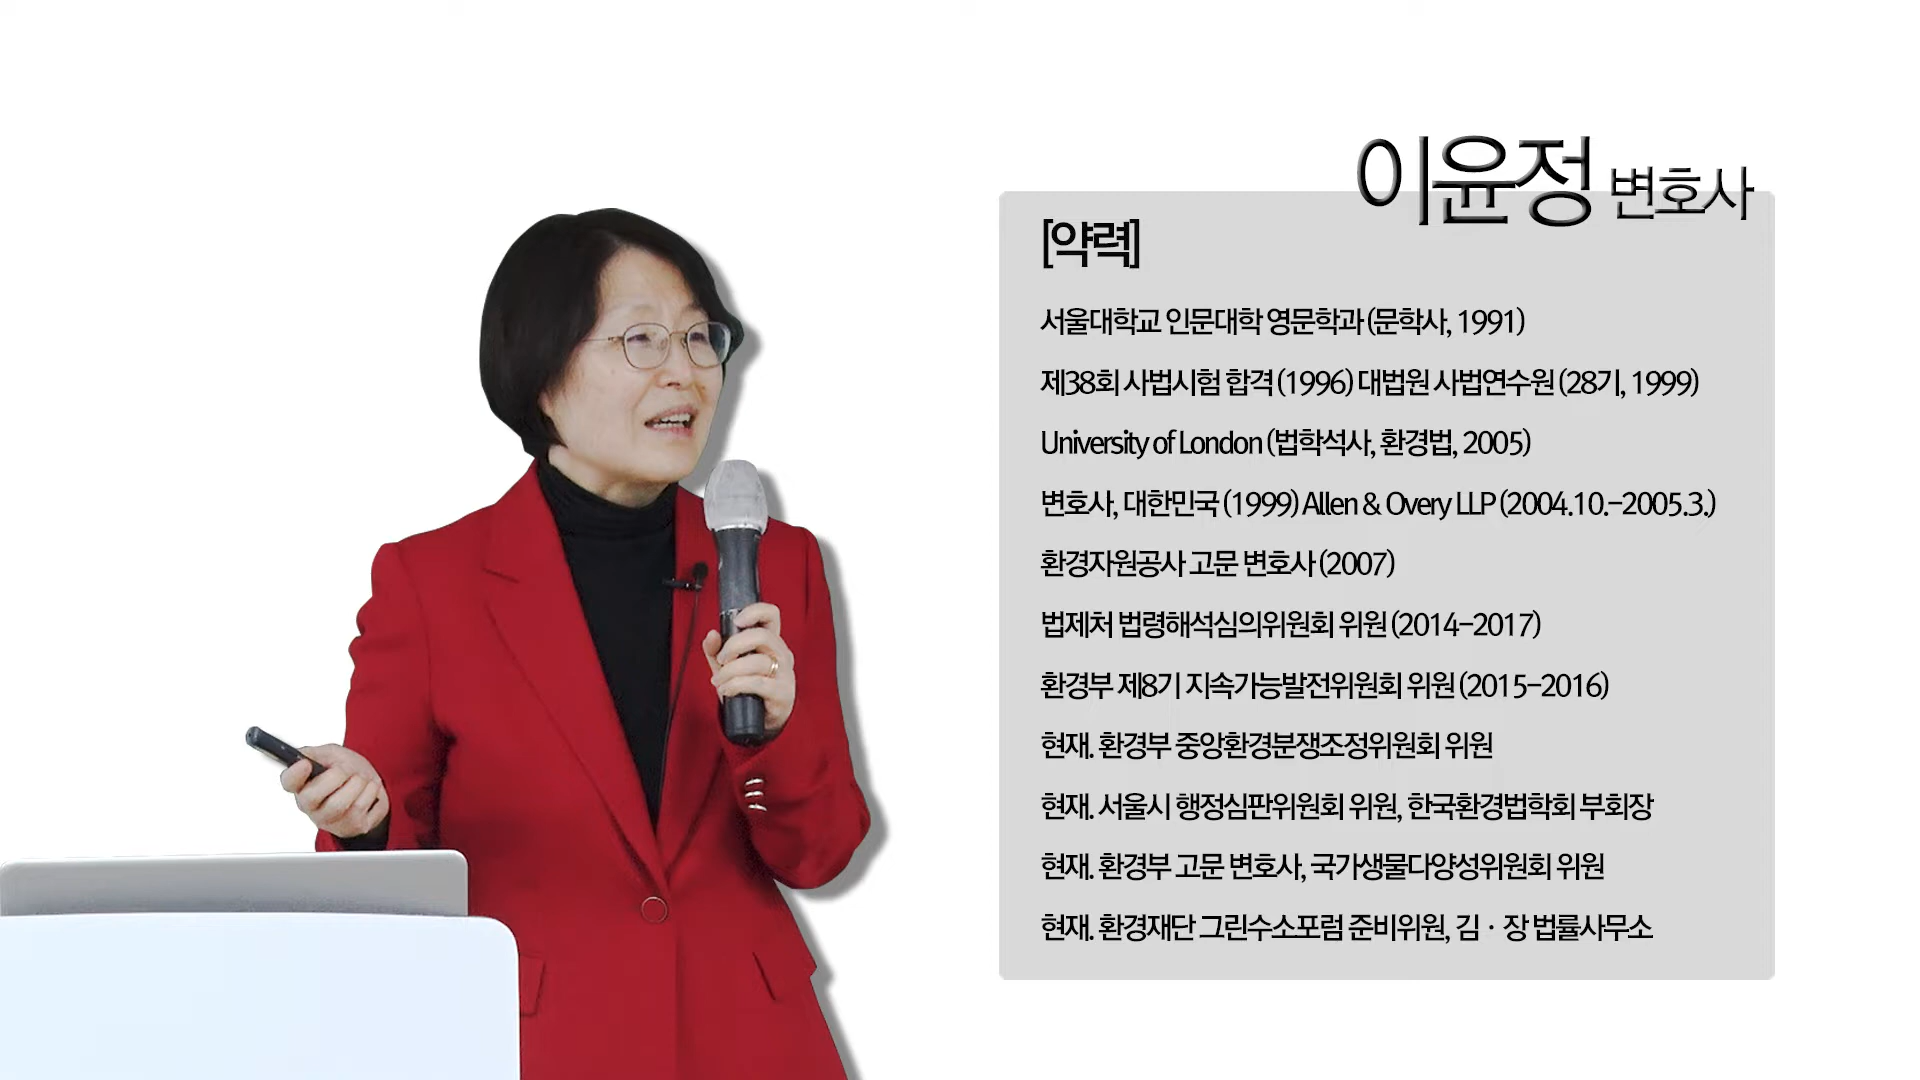 이윤정 변호사
[약력]
서울대학교 인문대학 영문학과 (문학사, 1991)
제38회 사법시험 합격 (1996) 대법원 사법연수원 (28기, 1999)
University of London (법학석사, 환경법, 2005)
변호사, 대한민국 (1999) Allen & Overy LLP (2004.10.-2005.3.)
환경자원공사 고문 변호사 (2007)
법제처 법령해석심의위원회 위원 (2014-2017)
환경부 제8기 지속가능발전위원회 위원 (2015-2016)
현재. 환경부 중앙환경분쟁조정위원회 위원
현재. 서울시 행정심판위원회 위원, 한국환경법학회 부회장
현재. 환경부 고문 변호사, 국가생물다양성위원회 위원
현재. 환경재단 그린수소포럼 준비위원, 김 · 장 법률사무소